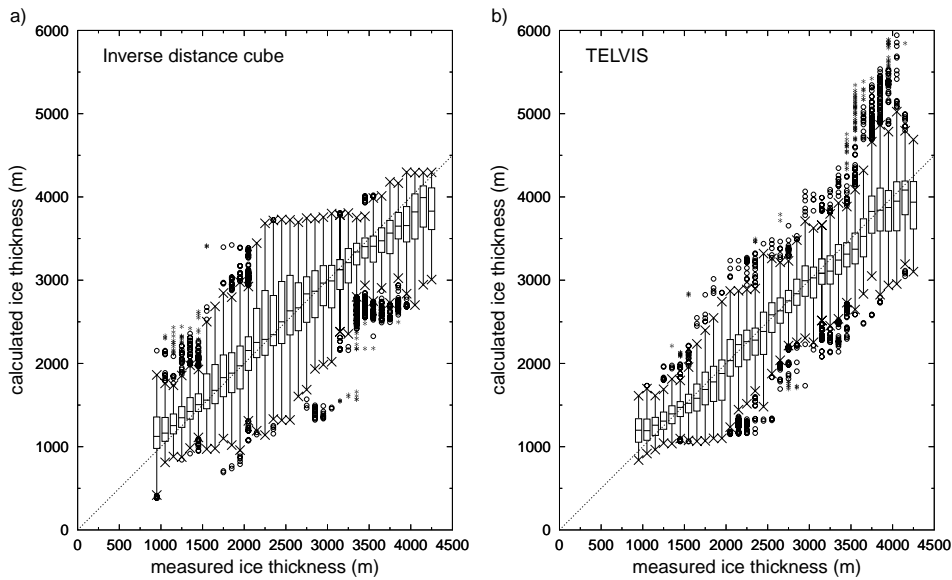 a)
Inverse distance cube
6000
5000
4000
3000
2000
1000
0
calculated ice thickness (m)
0 500 1000 1500 2000 2500 3000 3500 4000 4500
measured ice thickness (m)
b)
TELVIS
6000
5000
4000
3000
2000
1000
0
calculated ice thickness (m)
0 500 1000 1500 2000 2500 3000 3500 4000 4500
measured ice thickness (m)